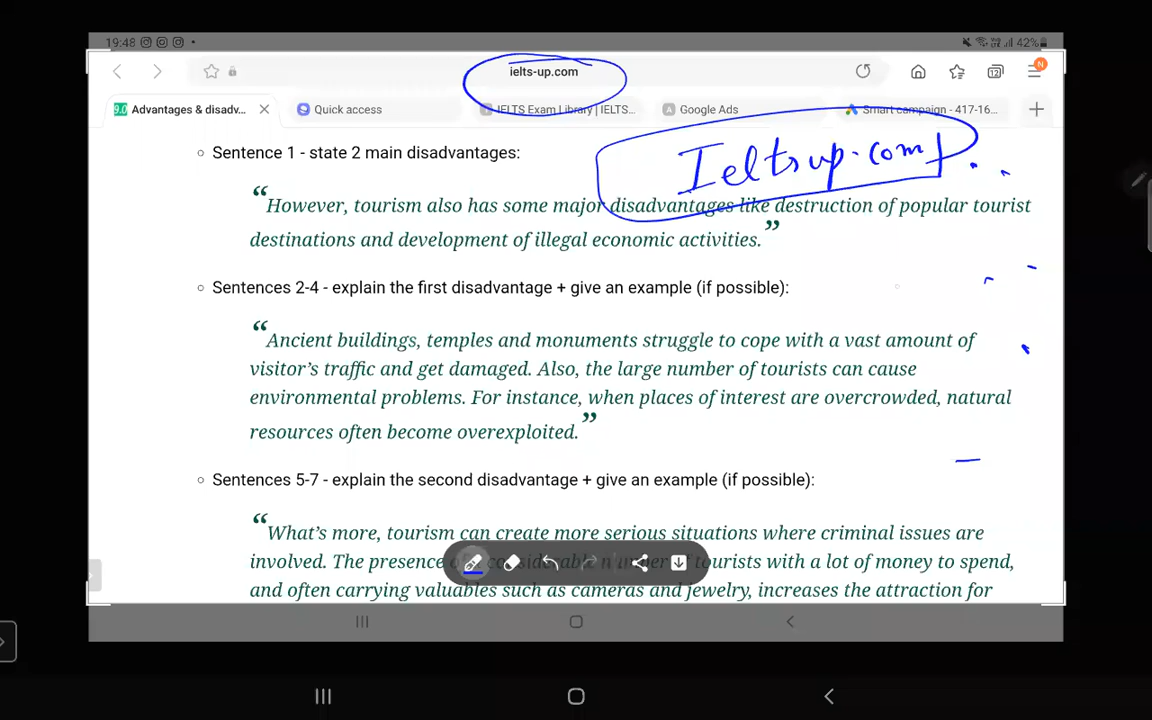 19:48
42%
ielts-up.com
9.0 Advantages & disadv...
Quick access
IELTS Exam Library | IELTS...
Google Ads
Smart campaign - 417-16...
Sentence 1 - state 2 main disadvantages:
Ieltsup.com
“However, tourism also has some major disadvantages like destruction of popular tourist
destinations and development of illegal economic activities.”
Sentences 2-4 - explain the first disadvantage + give an example (if possible):
“Ancient buildings, temples and monuments struggle to cope with a vast amount of
visitor’s traffic and get damaged. Also, the large number of tourists can cause
environmental problems. For instance, when places of interest are overcrowded, natural
resources often become overexploited.”
Sentences 5-7 - explain the second disadvantage + give an example (if possible):
“What’s more, tourism can create more serious situations where criminal issues are
involved. The presence of a considerable number of tourists with a lot of money to spend,
and often carrying valuables such as cameras and jewelry, increases the attraction for